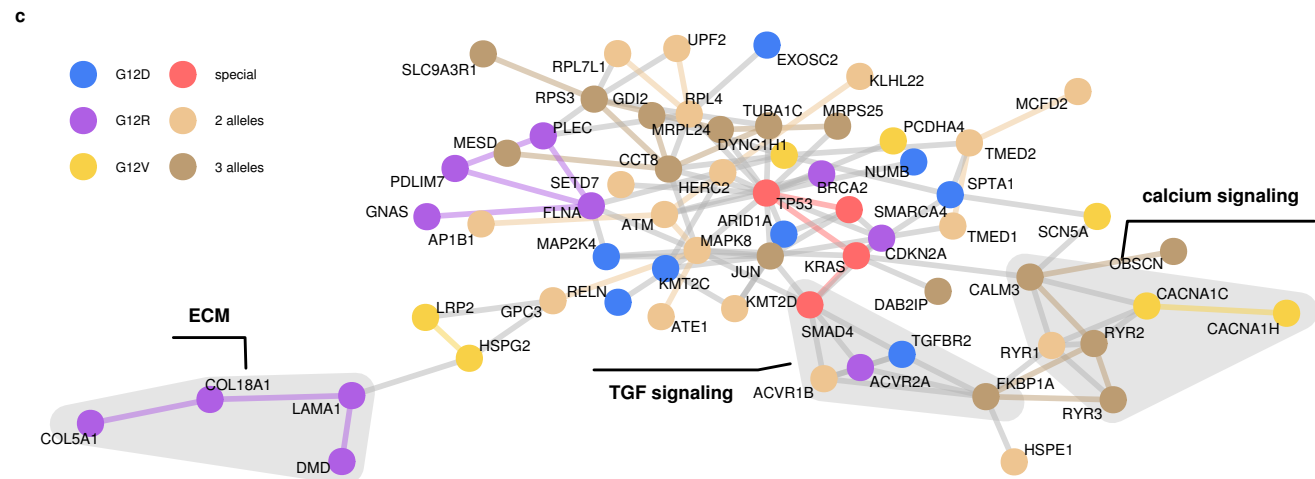 c
G12D
special
G12R
2 alleles
G12V
3 alleles
UPF2
EXOSC2
RPL7L1
SLC9A3R1
KLHL22
MCFD2
RPS3
GDI2
RPL4
TUBA1C
MRPS25
PLEC
MRPL24
PCDHA4
MESD
DYNC1H1
TMED2
CCT8
NUMB
PDLIM7
SETD7
HERC2
BRCA2
SPTA1
calcium signaling
TP53
GNAS
FLNA
SMARCA4
ATM
ARID1A
SCN5A
AP1B1
TMED1
MAP2K4
MAPK8
CDKN2A
OBSCN
JUN
KRAS
KMT2C
CALM3
RELN
CACNA1C
KMT2D
DAB2IP
LRP2
GPC3
ECM
ATE1
SMAD4
CACNA1H
RYR2
HSPG2
TGFBR2
RYR1
COL18A1
ACVR2A
FKBP1A
TGF signaling
ACVR1B
LAMA1
RYR3
COL5A1
HSPE1
DMD